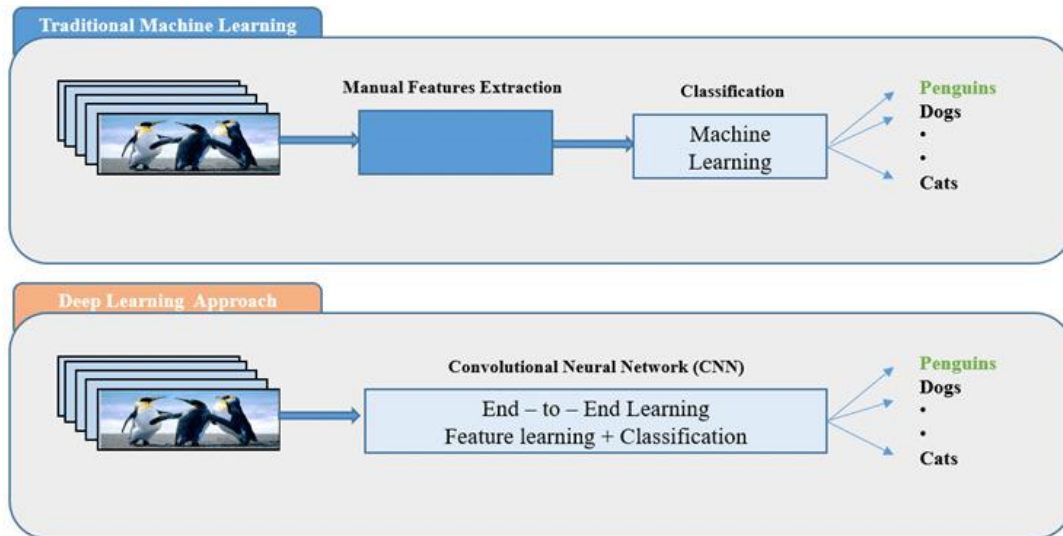 Traditional Machine Learning
Manual Features Extraction
Classification
Machine
Learning
Penguins
Dogs
•
•
Cats
Deep Learning Approach
Convolutional Neural Network (CNN)
End – to – End Learning
Feature learning + Classification
Penguins
Dogs
•
•
Cats